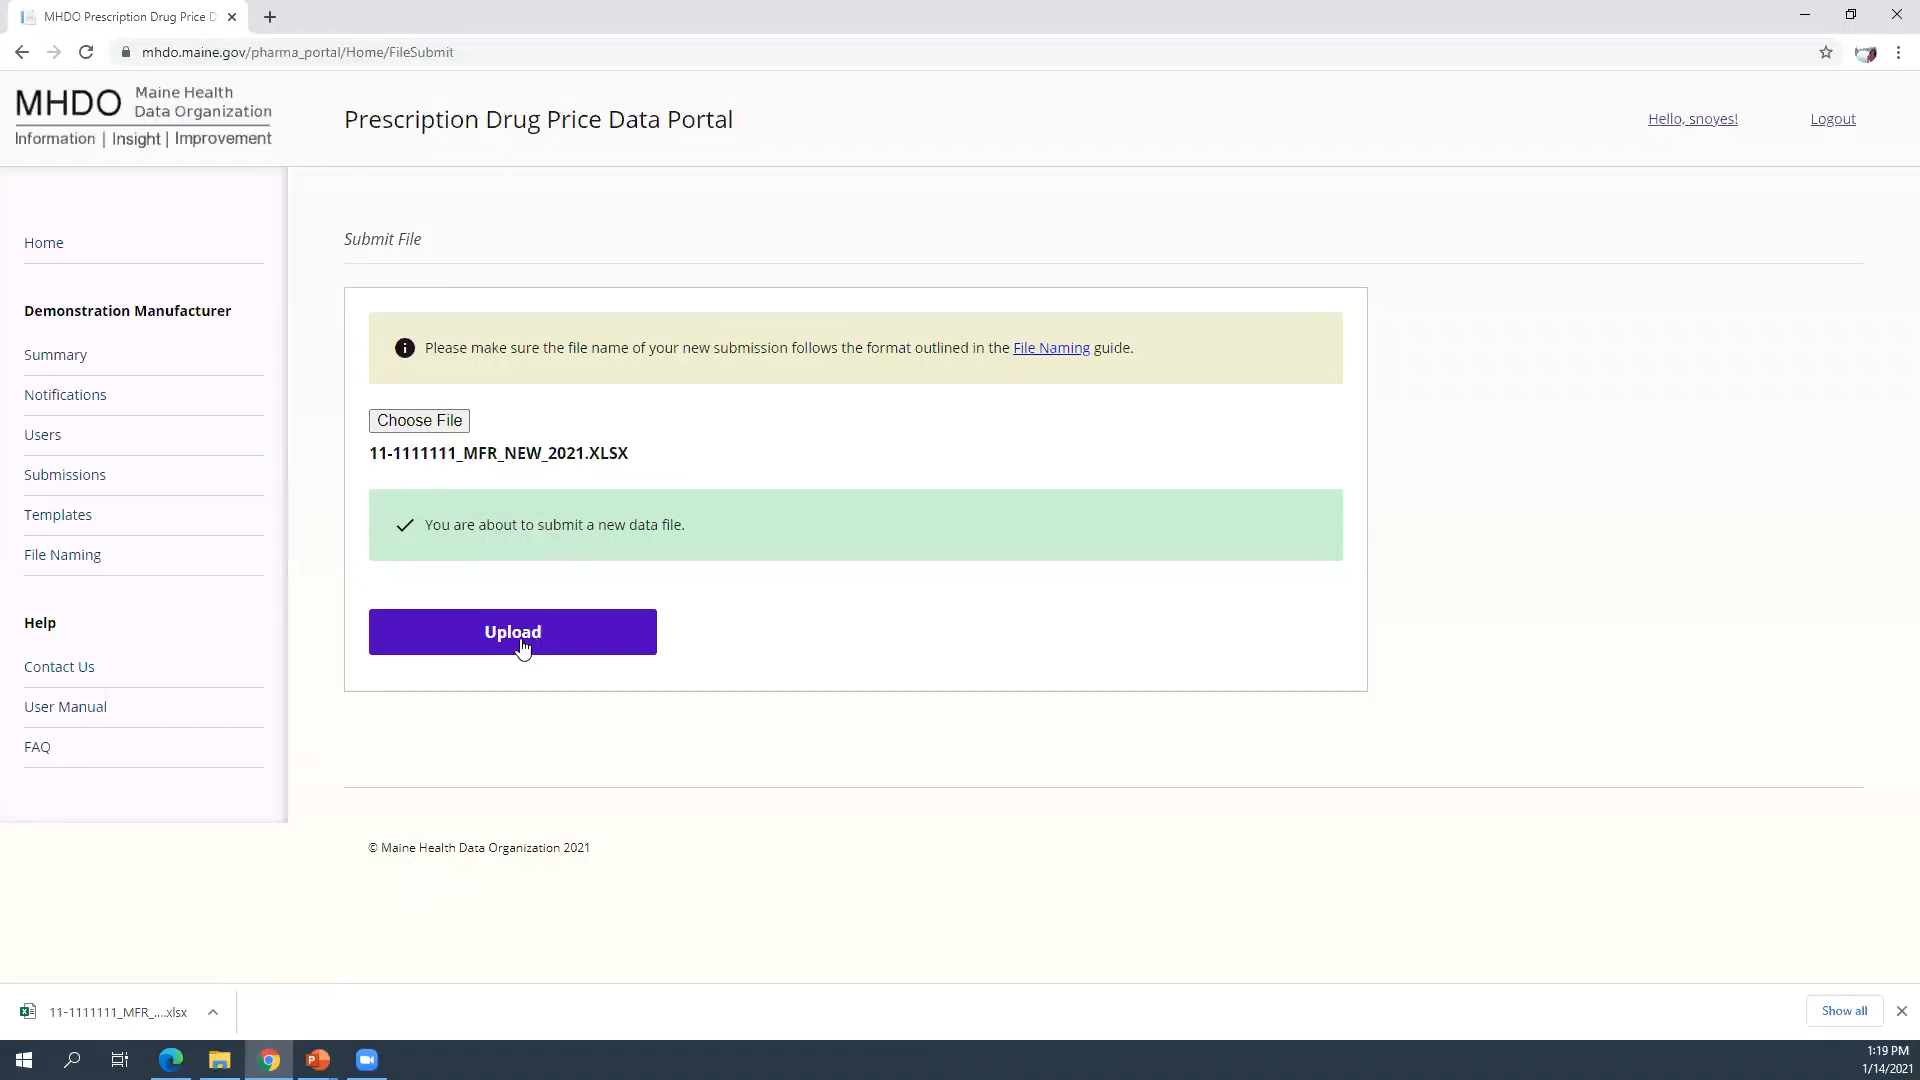 MHDO Prescription Drug Price D
mhdo.maine.gov/pharma_portal/Home/FileSubmit
MHDO Maine Health
Data Organization
Information | Insight | Improvement
Prescription Drug Price Data Portal
Hello, snoyes!
Logout
Home
Demonstration Manufacturer
Summary
Notifications
Users
Submissions
Templates
File Naming
Help
Contact Us
User Manual
FAQ
Submit File
Please make sure the file name of your new submission follows the format outlined in the File Naming guide.
Choose File
11-1111111_MFR_NEW_2021.XLSX
You are about to submit a new data file.
Upload
© Maine Health Data Organization 2021
11-1111111_MFR_....xlsx
Show all
1:19 PM
1/14/2021